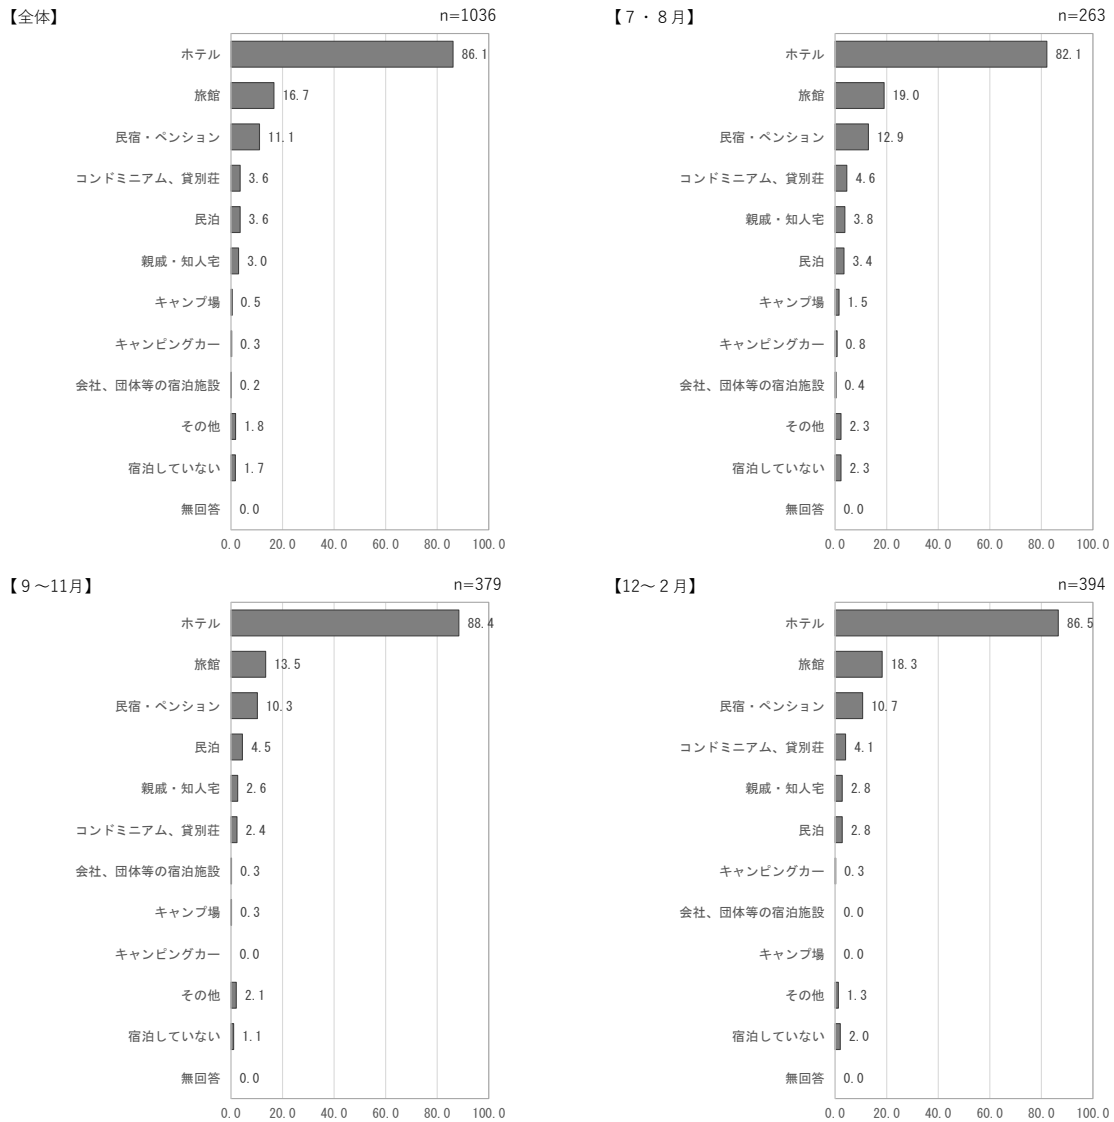 【全体】 n=1036
ホテル 86.1
旅館 16.7
民宿・ペンション 11.1
コンドミニアム、貸別荘 3.6
民泊 3.6
親戚・知人宅 3.0
キャンプ場 0.5
キャンピングカー 0.3
会社、団体等の宿泊施設 0.2
その他 1.8
宿泊していない 1.7
無回答 0.0
0.0 20.0 40.0 60.0 80.0 100.0
【７・８月】 n=263
ホテル 82.1
旅館 19.0
民宿・ペンション 12.9
コンドミニアム、貸別荘 4.6
親戚・知人宅 3.8
民泊 3.4
キャンプ場 1.5
キャンピングカー 0.8
会社、団体等の宿泊施設 0.4
その他 2.3
宿泊していない 2.3
無回答 0.0
0.0 20.0 40.0 60.0 80.0 100.0
【９～11月】 n=379
ホテル 88.4
旅館 13.5
民宿・ペンション 10.3
民泊 4.5
親戚・知人宅 2.6
コンドミニアム、貸別荘 2.4
会社、団体等の宿泊施設 0.3
キャンプ場 0.3
キャンピングカー 0.0
その他 2.1
宿泊していない 1.1
無回答 0.0
0.0 20.0 40.0 60.0 80.0 100.0
【12～２月】 n=394
ホテル 86.5
旅館 18.3
民宿・ペンション 10.7
コンドミニアム、貸別荘 4.1
親戚・知人宅 2.8
民泊 2.8
キャンピングカー 0.3
会社、団体等の宿泊施設 0.0
キャンプ場 0.0
その他 1.3
宿泊していない 2.0
無回答 0.0
0.0 20.0 40.0 60.0 80.0 100.0